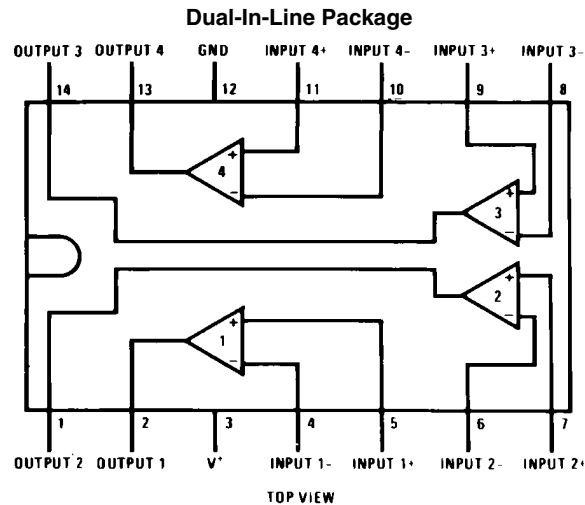 Dual-In-Line Package
OUTPUT 3 OUTPUT 4 GND INPUT 4+ INPUT 4- INPUT 3+ INPUT 3-
14 13 12 11 10 9 8
+
4
-
+
3
-
+
2
-
+
1
-
1 2 3 4 5 6 7
OUTPUT 2 OUTPUT 1 V+ INPUT 1- INPUT 1+ INPUT 2- INPUT 2+
TOP VIEW